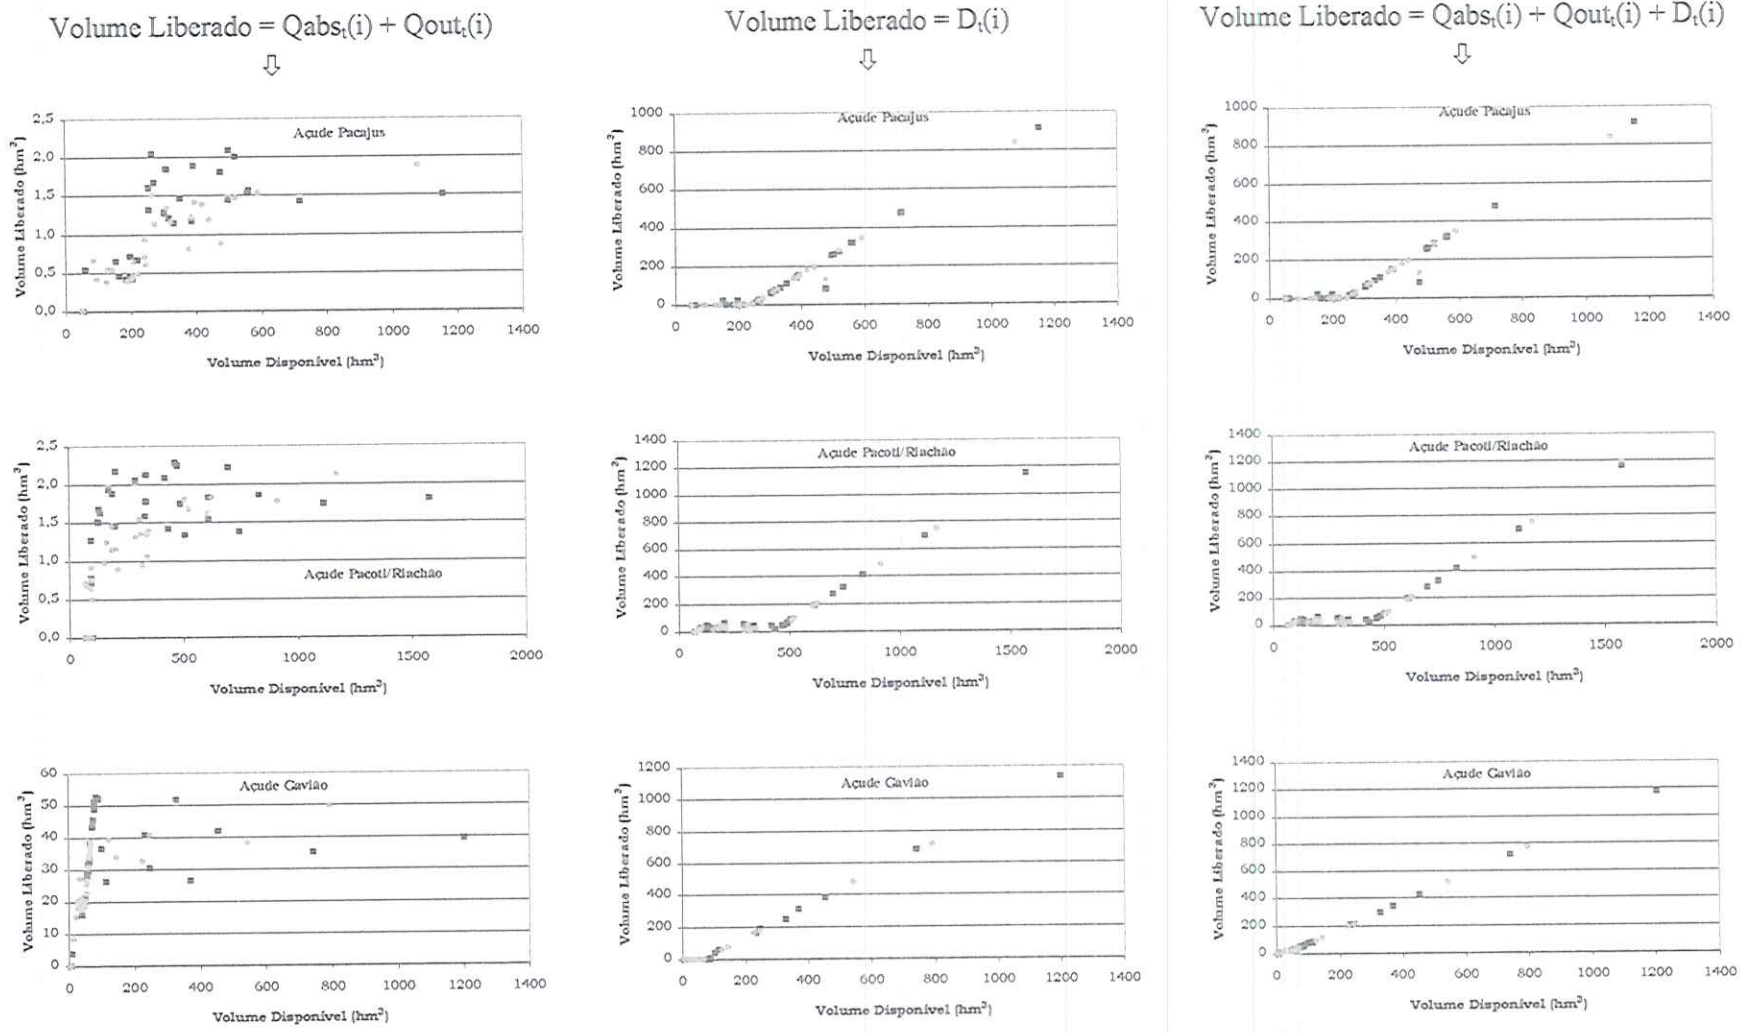 Volume Liberado = Qabsₜ(i) + Qoutₜ(i)
Volume Liberado = Dₜ(i)
Volume Liberado = Qabsₜ(i) + Qoutₜ(i) + Dₜ(i)
Açude Pacajus
Volume Liberado (hm³)
2,5
2,0
1,5
1,0
0,5
0,0
0 200 400 600 800 1000 1200 1400
Volume Disponível (hm³)
Açude Pacajus
Volume Liberado (hm³)
1000
800
600
400
200
0
0 200 400 600 800 1000 1200 1400
Volume Disponível (hm³)
Açude Pacajus
Volume Liberado (hm³)
1000
800
600
400
200
0
0 200 400 600 800 1000 1200 1400
Volume Disponível (hm³)
Açude Pacoti/Riachão
Volume Liberado (hm³)
2,5
2,0
1,5
1,0
0,5
0,0
0 500 1000 1500 2000
Volume Disponível (hm³)
Açude Pacoti/Riachão
Volume Liberado (hm³)
1400
1200
1000
800
600
400
200
0
0 500 1000 1500 2000
Volume Disponível (hm³)
Açude Pacoti/Riachão
Volume Liberado (hm³)
1400
1200
1000
800
600
400
200
0
0 500 1000 1500 2000
Volume Disponível (hm³)
Açude Gavião
Volume Liberado (hm³)
60
50
40
30
20
10
0
0 200 400 600 800 1000 1200 1400
Volume Disponível (hm³)
Açude Gavião
Volume Liberado (hm³)
1200
1000
800
600
400
200
0
0 200 400 600 800 1000 1200 1400
Volume Disponível (hm³)
Açude Gavião
Volume Liberado (hm³)
1400
1200
1000
800
600
400
200
0
0 200 400 600 800 1000 1200 1400
Volume Disponível (hm³)